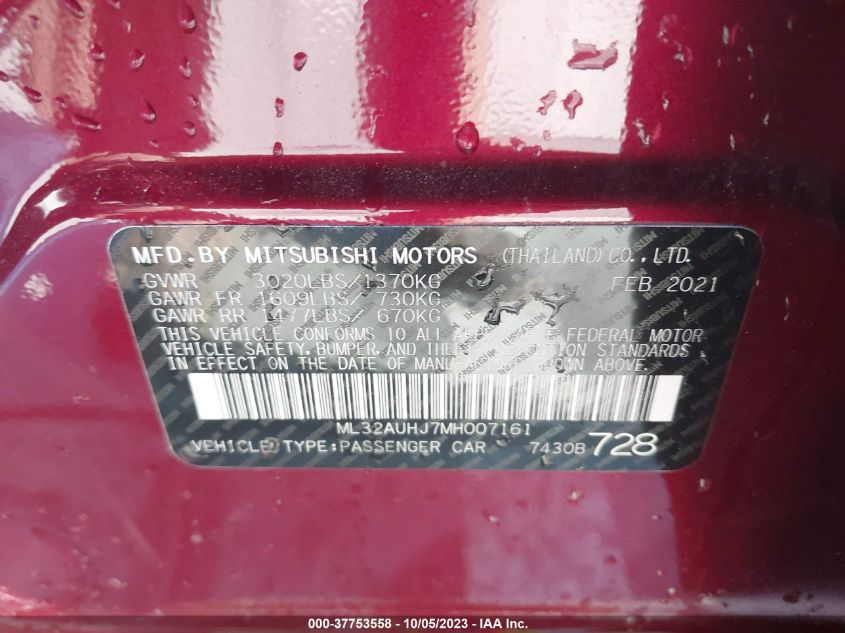 MFD.BY MITSUBISHI MOTORS (THAILAND) CO.,LTD.
GVWR 3020LBS/1370KG FEB 2021
GAWR FR 1609LBS/ 730KG
GAWR RR 1477LBS/ 670KG
THIS VEHICLE CONFORMS TO ALL FEDERAL MOTOR
VEHICLE SAFETY, BUMPER, AND STANDARDS
IN EFFECT ON THE DATE OF ABOVE.
ML32AUHJ7MH007161
VEHICLE TYPE:PASSENGER CAR 7430B 728
000-37753558 - 10/05/2023 - IAA Inc.